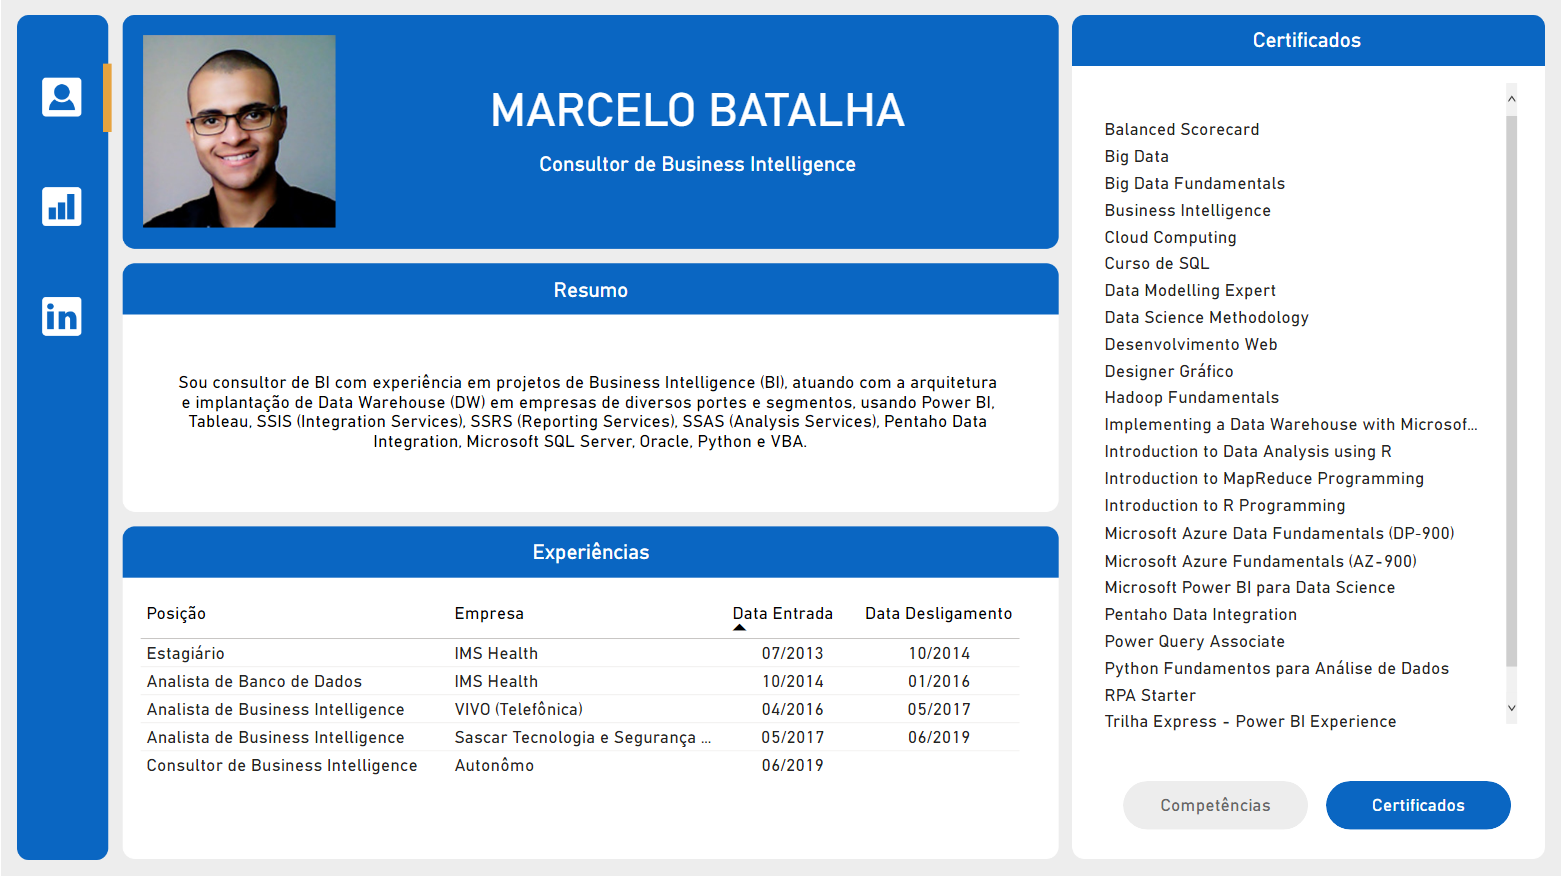 MARCELO BATALHA
Consultor de Business Intelligence
Resumo
Sou consultor de BI com experiência em projetos de Business Intelligence (BI), atuando com a arquitetura
e implantação de Data Warehouse (DW) em empresas de diversos portes e segmentos, usando Power BI,
Tableau, SSIS (Integration Services), SSRS (Reporting Services), SSAS (Analysis Services), Pentaho Data
Integration, Microsoft SQL Server, Oracle, Python e VBA.
Experiências
Posição Empresa Data Entrada Data Desligamento
Estagiário IMS Health 07/2013 10/2014
Analista de Banco de Dados IMS Health 10/2014 01/2016
Analista de Business Intelligence VIVO (Telefônica) 04/2016 05/2017
Analista de Business Intelligence Sascar Tecnologia e Segurança ... 05/2017 06/2019
Consultor de Business Intelligence Autonômo 06/2019
Certificados
Balanced Scorecard
Big Data
Big Data Fundamentals
Business Intelligence
Cloud Computing
Curso de SQL
Data Modelling Expert
Data Science Methodology
Desenvolvimento Web
Designer Gráfico
Hadoop Fundamentals
Implementing a Data Warehouse with Microsof...
Introduction to Data Analysis using R
Introduction to MapReduce Programming
Introduction to R Programming
Microsoft Azure Data Fundamentals (DP-900)
Microsoft Azure Fundamentals (AZ-900)
Microsoft Power BI para Data Science
Pentaho Data Integration
Power Query Associate
Python Fundamentos para Análise de Dados
RPA Starter
Trilha Express - Power BI Experience
Competências
Certificados
in